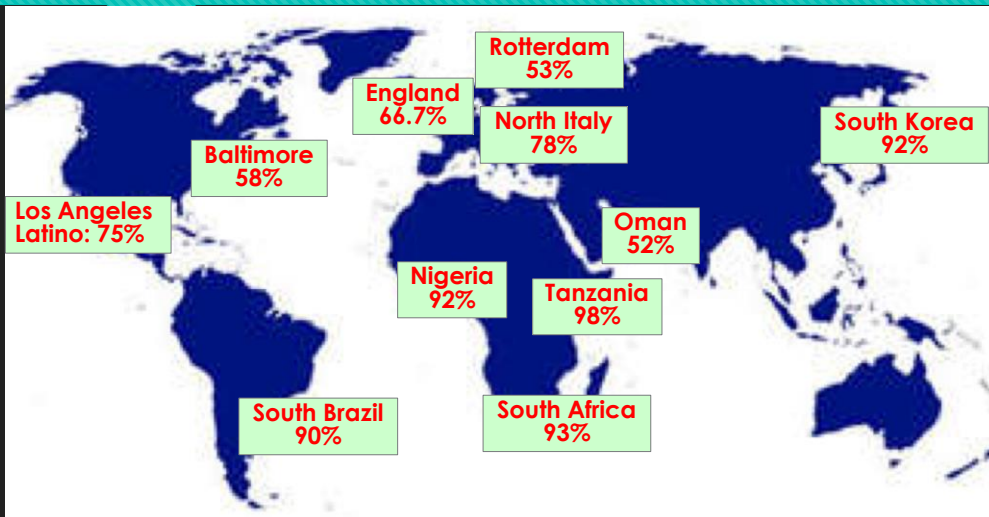 Rotterdam
53%
England
66.7%
North Italy
78%
South Korea
92%
Baltimore
58%
Los Angeles
Latino: 75%
Oman
52%
Nigeria
92%
Tanzania
98%
South Brazil
90%
South Africa
93%